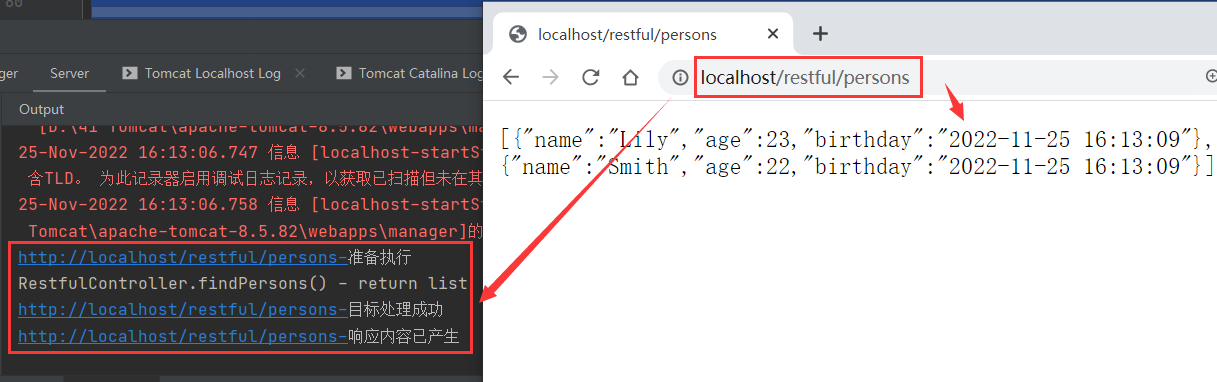 80
ger
Server
Tomcat Localhost Log
Tomcat Catalina Log
Output
[D:\41 Tomcat\apache-tomcat-8.5.82\webapps\ma
25-Nov-2022 16:13:06.747 信息 [localhost-startSt
含TLD。 为此记录器启用调试日志记录，以获取已扫描但未在其
25-Nov-2022 16:13:06.758 信息 [localhost-startS
Tomcat\apache-tomcat-8.5.82\webapps\manager]的
http://localhost/restful/persons-准备执行
RestfulController.findPersons() - return list
http://localhost/restful/persons-目标处理成功
http://localhost/restful/persons-响应内容已产生
localhost/restful/persons
localhost/restful/persons
[{"name":"Lily","age":23,"birthday":"2022-11-25 16:13:09"},
{"name":"Smith","age":22,"birthday":"2022-11-25 16:13:09"}]